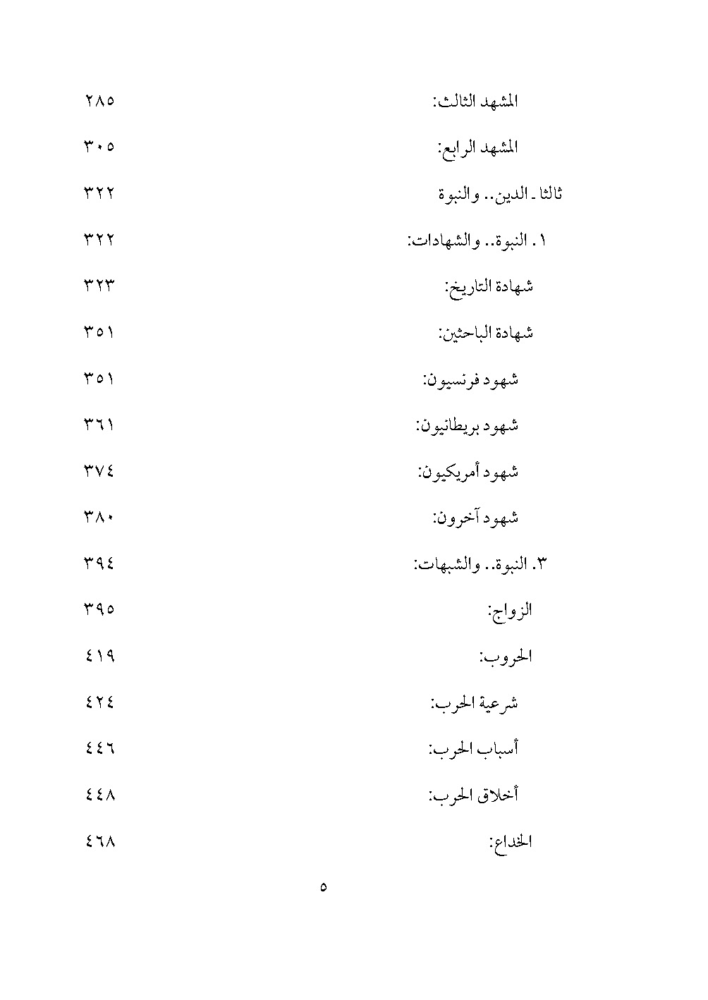 المشهد الثالث: ٢٨٥
المشهد الرابع: ٣٠٥
ثالثا ـ الدين.. والنبوة ٣٢٢
١. النبوة.. والشهادات: ٣٢٢
شهادة التاريخ: ٣٢٣
شهادة الباحثين: ٣٥١
شهود فرنسيون: ٣٥١
شهود بريطانيون: ٣٦١
شهود أمريكيون: ٣٧٤
شهود آخرون: ٣٨٠
٣. النبوة.. والشبهات: ٣٩٤
الزواج: ٣٩٥
الحروب: ٤١٩
شرعية الحرب: ٤٢٤
أسباب الحرب: ٤٤٦
أخلاق الحرب: ٤٤٨
الخداع: ٤٦٨
٥